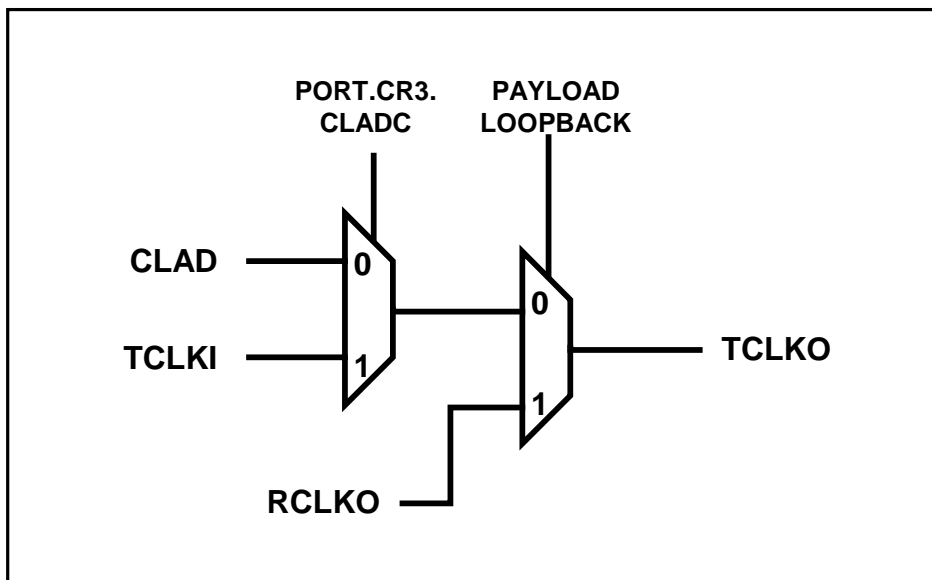 PORT.CR3.
CLADC
PAYLOAD
LOOPBACK
CLAD
0
TCLKI
1
0
1
TCLKO
RCLKO